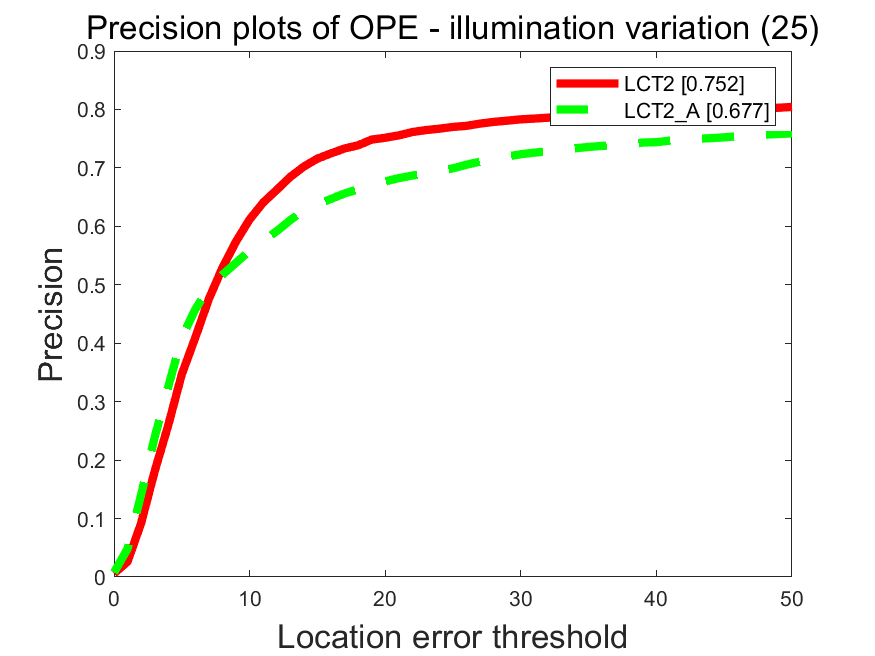 Precision plots of OPE - illumination variation (25)
0.9
0.8
0.7
0.6
0.5
0.4
0.3
0.2
0.1
0
Precision
LCT2 [0.752]
LCT2_A [0.677]
0 10 20 30 40 50
Location error threshold